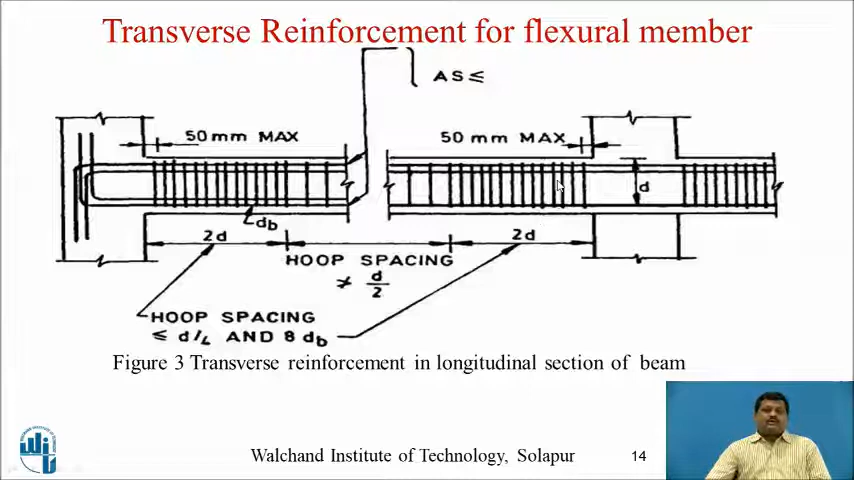 Transverse Reinforcement for flexural member
AS≤
50 mm MAX
50 mm MAX
d
db
2d
2d
HOOP SPACING
≯ d/2
HOOP SPACING
≤ d/L AND 8 db
Figure 3 Transverse reinforcement in longitudinal section of beam
Walchand Institute of Technology, Solapur
14